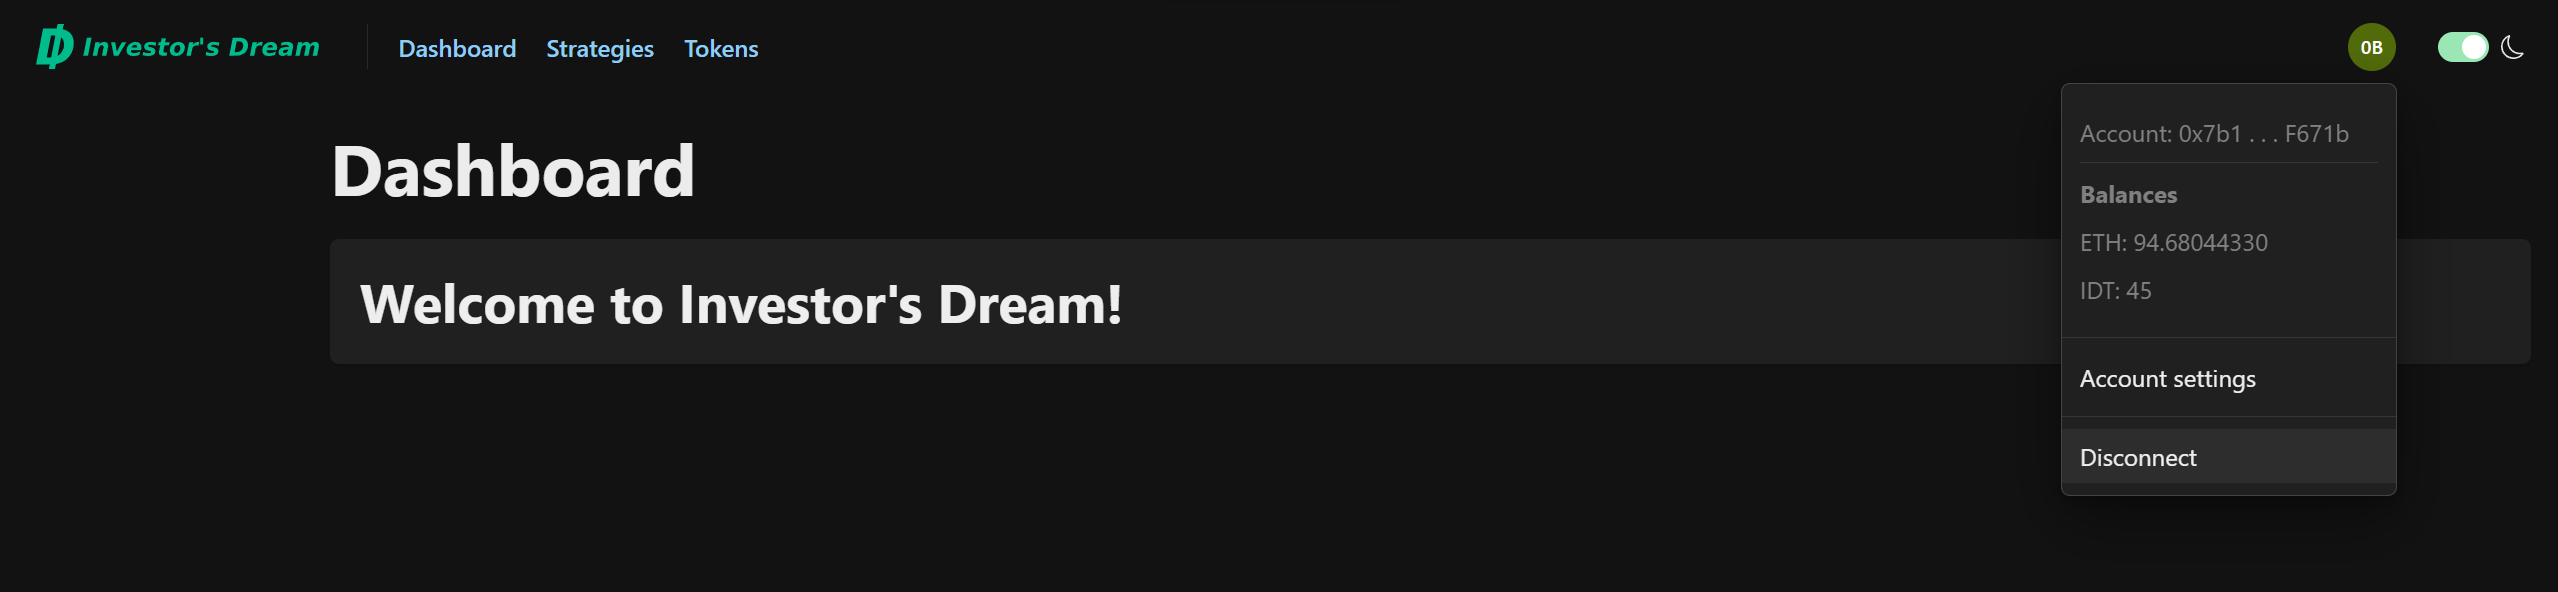 Investor's Dream
Dashboard Strategies Tokens
0B
Account: 0x7b1 . . . F671b
Balances
ETH: 94.68044330
IDT: 45
Account settings
Disconnect
Dashboard
Welcome to Investor's Dream!